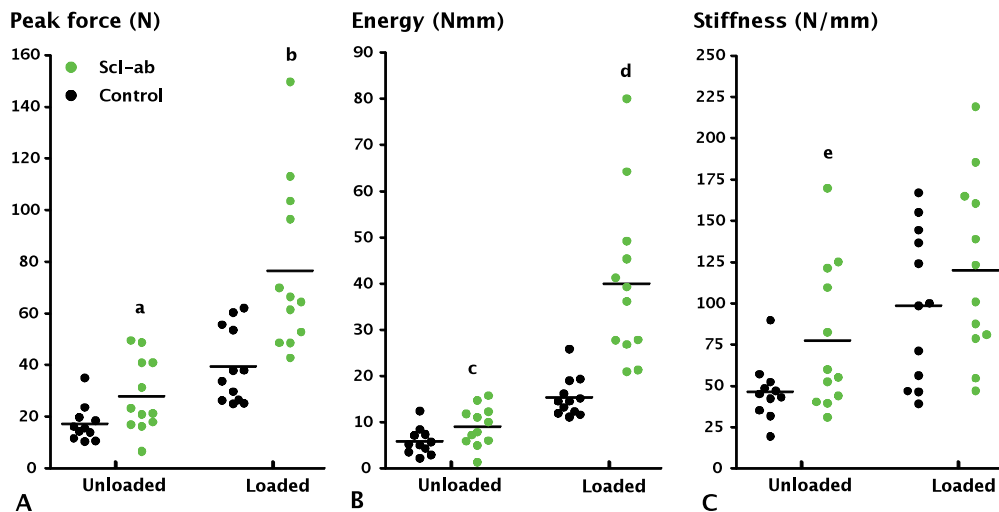 Peak force (N)
160
140
120
100
80
60
40
20
0
Scl-ab
Control
a
b
Unloaded
Loaded
A
Energy (Nmm)
90
80
70
60
50
40
30
20
10
0
c
d
Unloaded
Loaded
B
Stiffness (N/mm)
250
225
200
175
150
125
100
75
50
25
0
e
Unloaded
Loaded
C